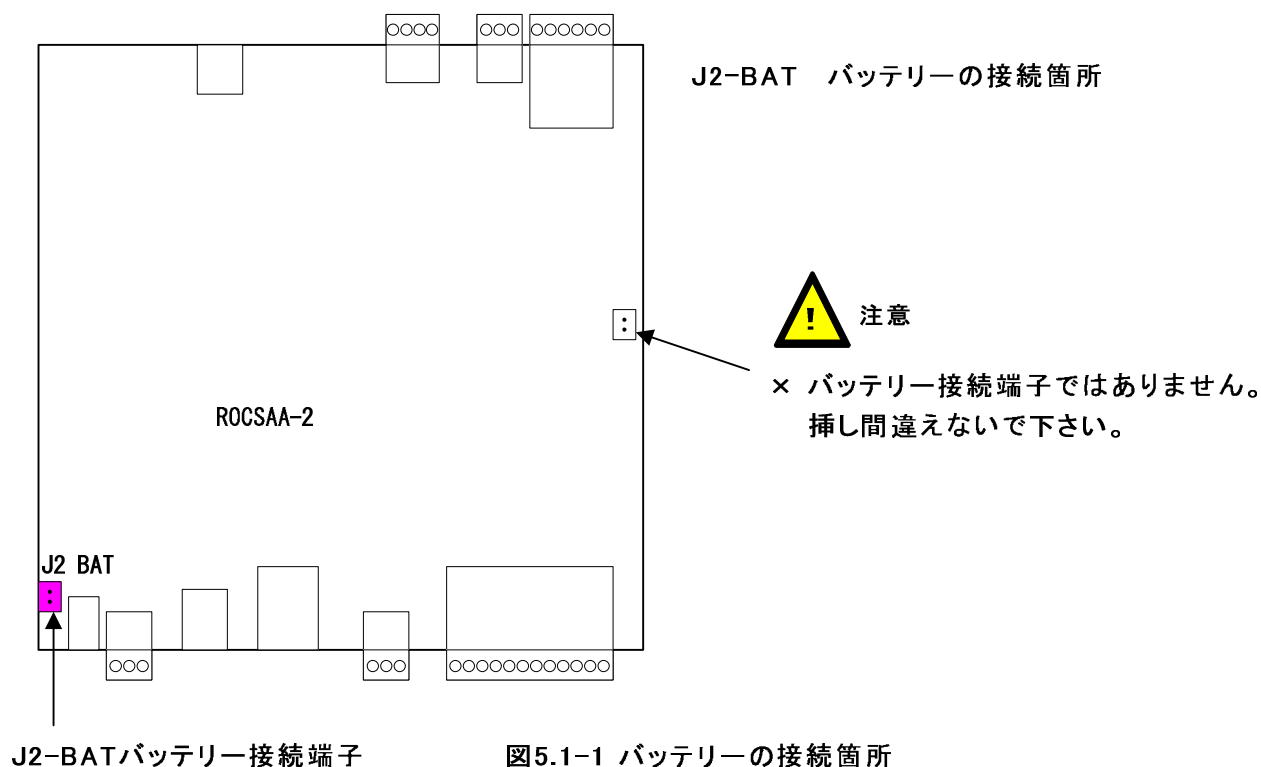 J2-BAT　バッテリーの接続箇所
!
注意
× バッテリー接続端子ではありません。
挿し間違えないで下さい。
ROCSAA-2
J2 BAT
J2-BATバッテリー接続端子
図5.1-1 バッテリーの接続箇所